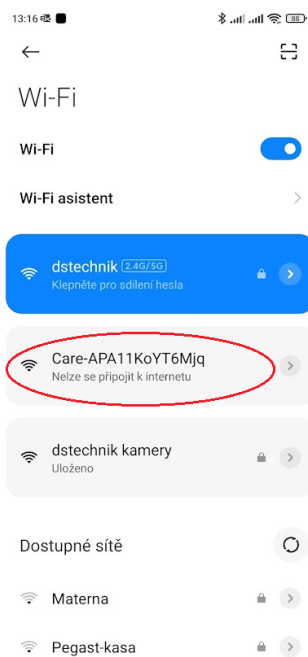 13:16
88
Wi-Fi
Wi-Fi
Wi-Fi asistent
dstechnik 2.4G/5G
Klepněte pro sdílení hesla
Care-APA11KoYT6Mjq
Nelze se připojit k internetu
dstechnik kamery
Uloženo
Dostupné sítě
Materna
Pegast-kasa